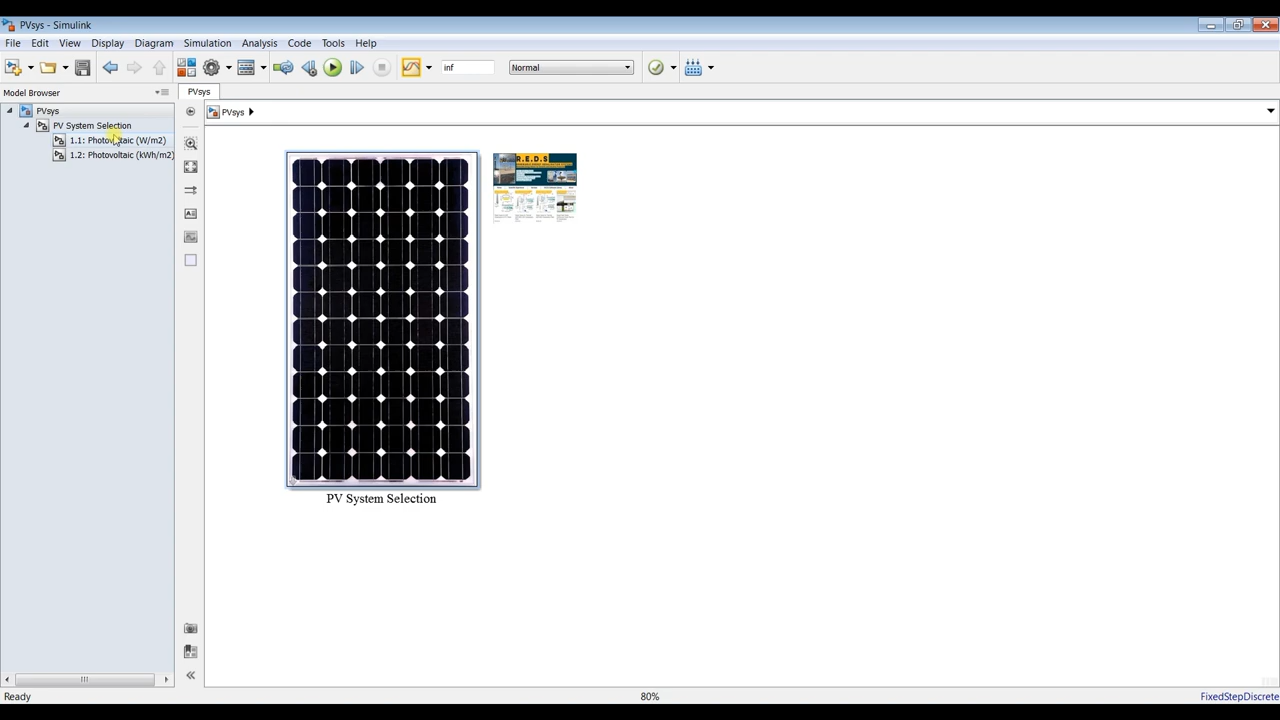 PVsys - Simulink
File Edit View Display Diagram Simulation Analysis Code Tools Help
inf
Normal
Model Browser
PVsys
PVsys
PV System Selection
1.1: Photovoltaic (W/m2)
1.2: Photovoltaic (kWh/m2)
PVsys
R.E.D.S
PV System Selection
Ready
80%
FixedStepDiscrete